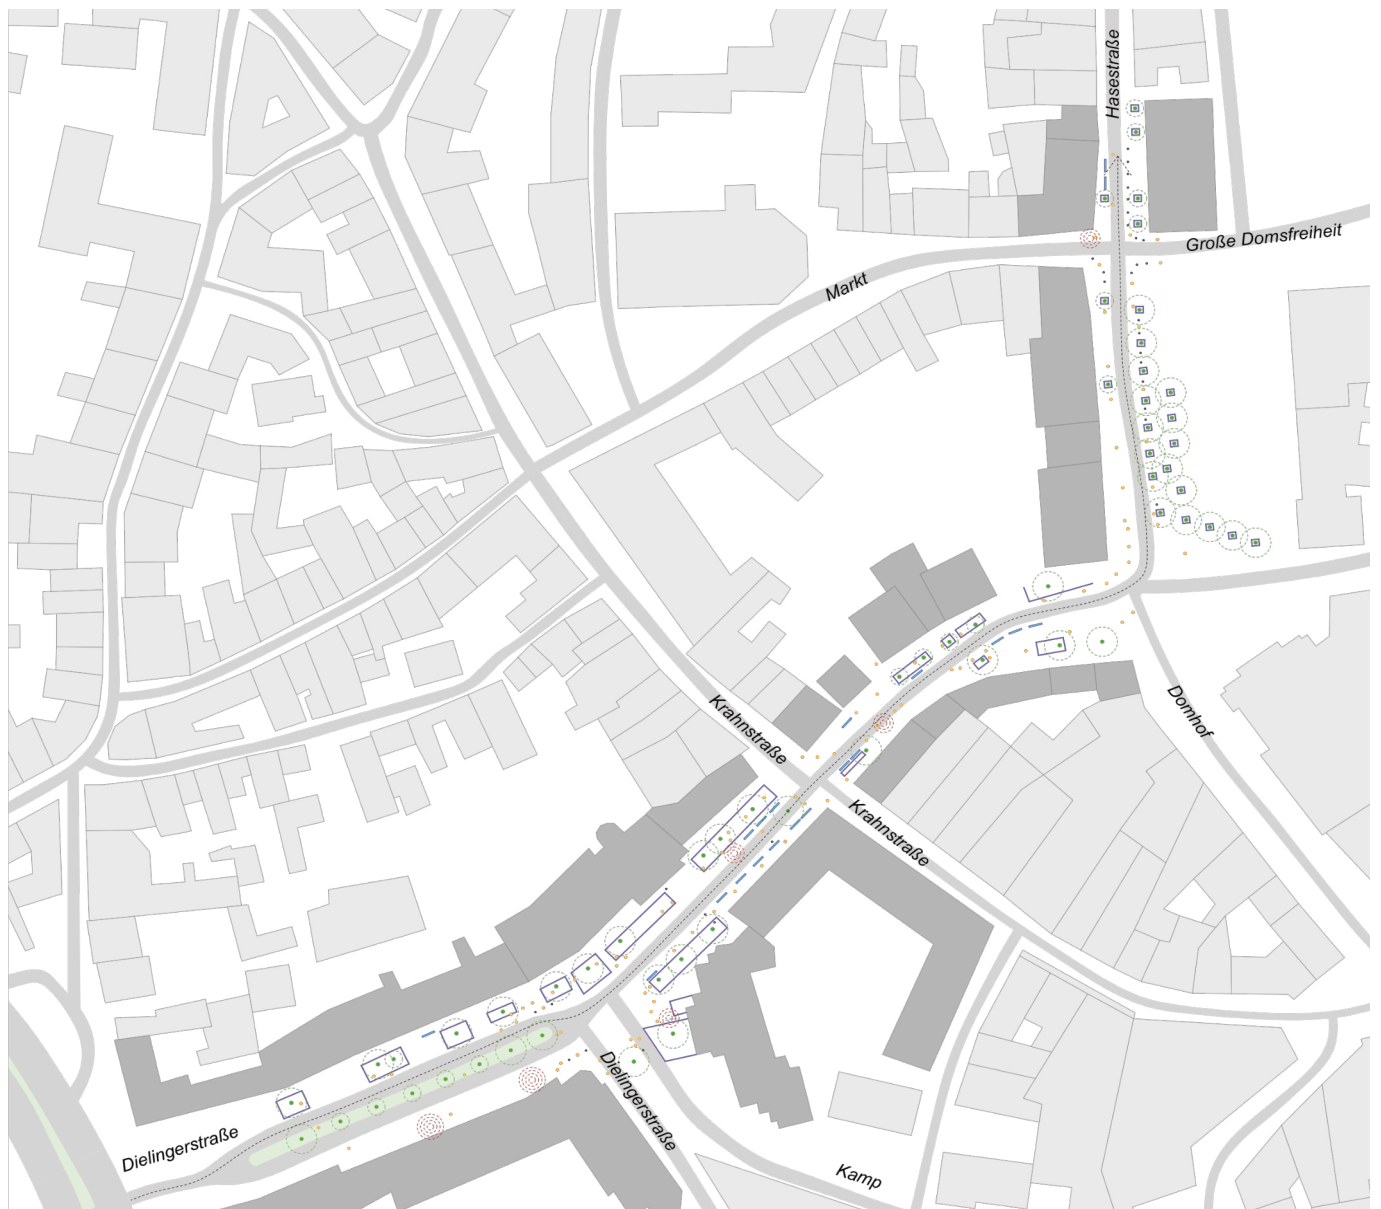 Hasestraße
Große Domsfreiheit
Markt
Krahnstraße
Domhof
Krahnstraße
Dielingerstraße
Dielingerstraße
Kamp